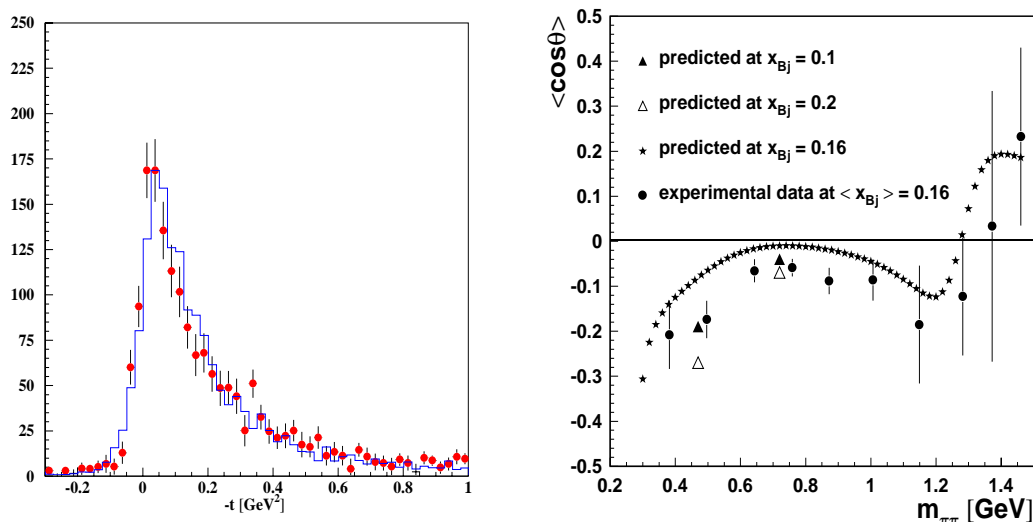 250
225
200
175
150
125
100
75
50
25
0
-0.2 0 0.2 0.4 0.6 0.8 1
-t [GeV²]
<cosθ>
0.5
0.4
0.3
0.2
0.1
0
-0.1
-0.2
-0.3
-0.4
-0.5
▲ predicted at x_Bj = 0.1
△ predicted at x_Bj = 0.2
★ predicted at x_Bj = 0.16
● experimental data at < x_Bj > = 0.16
0.2 0.4 0.6 0.8 1 1.2 1.4
m_ππ [GeV]